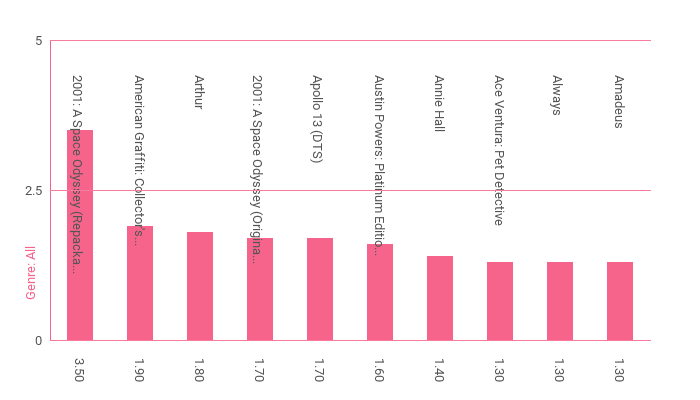 5
2.5
0
Genre: All
2001: A Space Odyssey (Repacka...
American Graffiti: Collector's...
Arthur
2001: A Space Odyssey (Origina...
Apollo 13 (DTS)
Austin Powers: Platinum Editio...
Annie Hall
Ace Ventura: Pet Detective
Always
Amadeus
3.50
1.90
1.80
1.70
1.70
1.60
1.40
1.30
1.30
1.30